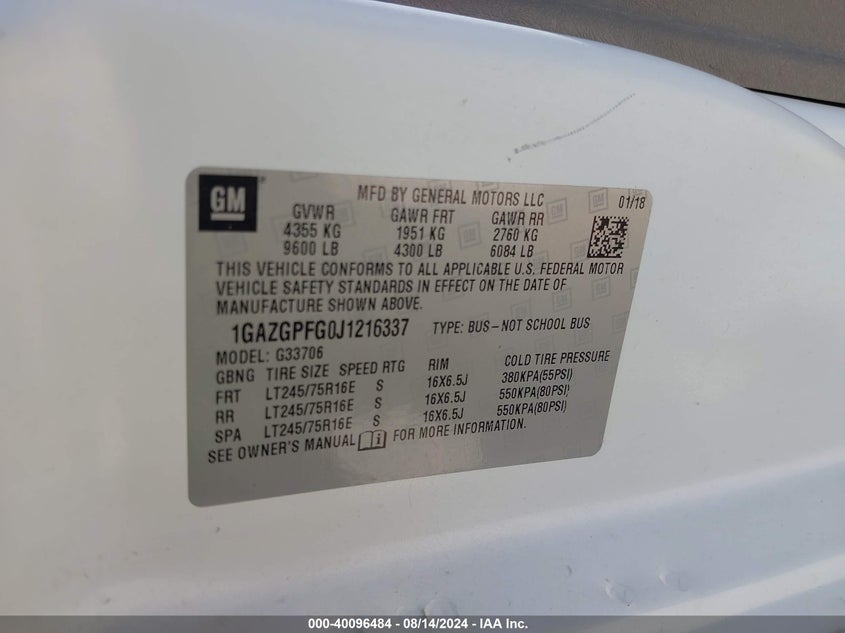 GM
MFD BY GENERAL MOTORS LLC 01/18
GVWR GAWR FRT GAWR RR
4355 KG 1951 KG 2760 KG
9600 LB 4300 LB 6084 LB
THIS VEHICLE CONFORMS TO ALL APPLICABLE U.S. FEDERAL MOTOR
VEHICLE SAFETY STANDARDS IN EFFECT ON THE DATE OF
MANUFACTURE SHOWN ABOVE.
1GAZGPFG0J1216337 TYPE: BUS-NOT SCHOOL BUS
MODEL: G33706
GBNG TIRE SIZE SPEED RTG RIM COLD TIRE PRESSURE
FRT LT245/75R16E S 16X6.5J 380KPA(55PSI)
RR LT245/75R16E S 16X6.5J 550KPA(80PSI)
SPA LT245/75R16E S 16X6.5J 550KPA(80PSI)
SEE OWNER'S MANUAL FOR MORE INFORMATION.
000-40096484 - 08/14/2024 - IAA Inc.